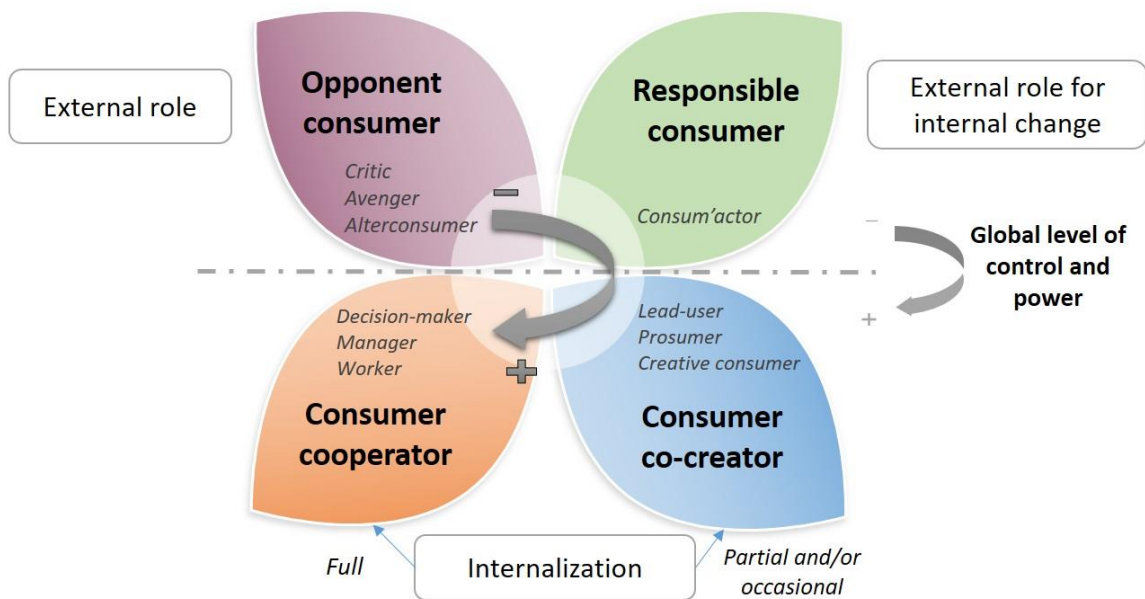 External role
Opponent
consumer
Critic
Avenger
Alterconsumer
Responsible
consumer
Consum'actor
External role for
internal change
Global level of
control and
power
Decision-maker
Manager
Worker
Consumer
cooperator
Lead-user
Prosumer
Creative consumer
Consumer
co-creator
Full
Internalization
Partial and/or
occasional